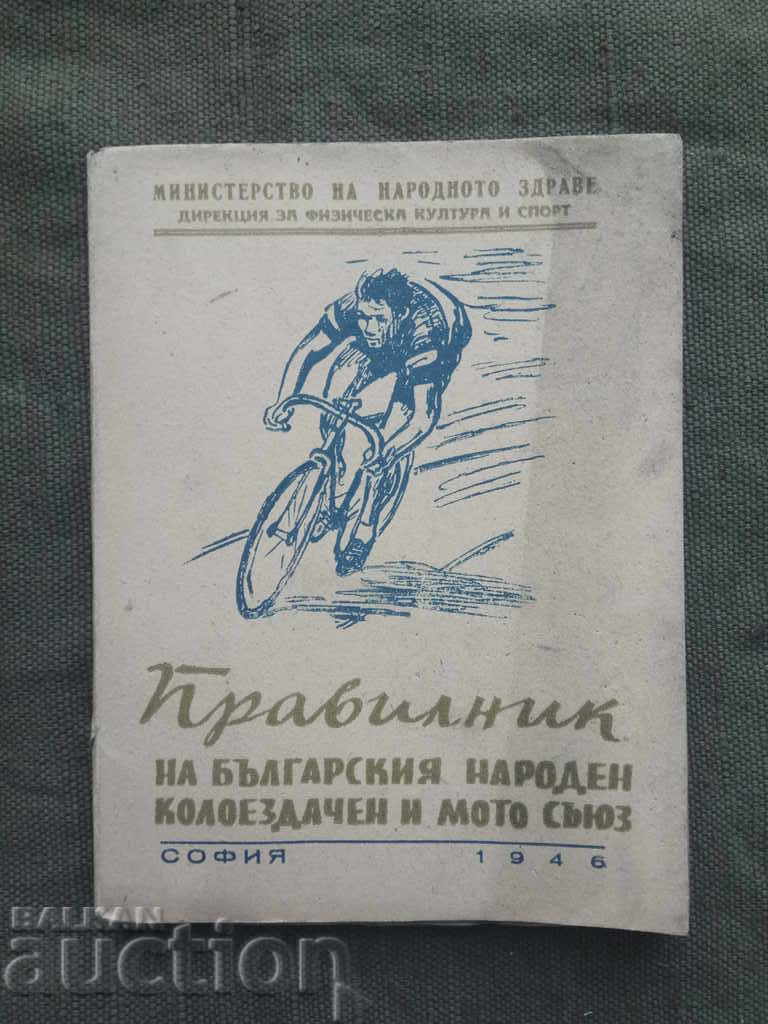 МИНИСТЕРСТВО НА НАРОДНОТО ЗДРАВЕ
ДИРЕКЦИЯ ЗА ФИЗИЧЕСКА КУЛТУРА И СПОРТ
Правилник
НА БЪЛГАРСКИЯ НАРОДЕН
КОЛОЕЗДАЧЕН И МОТО СЪЮЗ
СОФИЯ 1946
BALKAN
auction